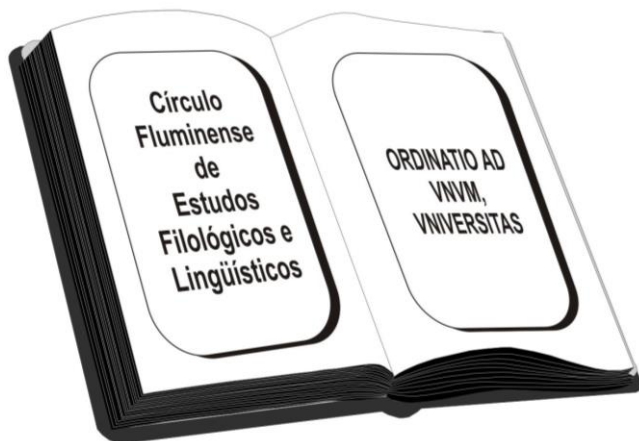 Círculo
Fluminense
de
Estudos
Filológicos e
Lingüísticos
ORDINATIO AD
VNVM,
VNIVERSITAS